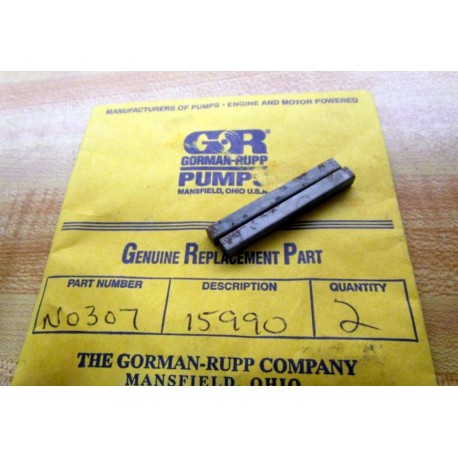 MANUFACTURERS OF PUMPS • ENGINE AND MOTOR POWERED
GR
GORMAN-RUPP
PUMPS
MANSFIELD, OHIO U.S.A.
GENUINE REPLACEMENT PART
PART NUMBER DESCRIPTION QUANTITY
N0307 15990 2
THE GORMAN-RUPP COMPANY
MANSFIELD, OHIO